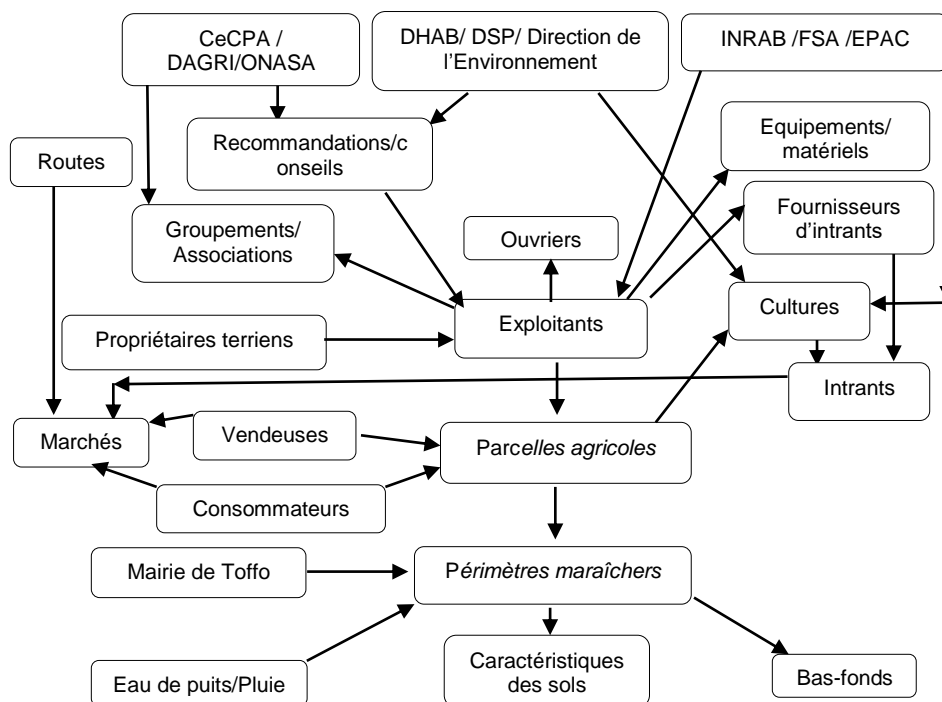 CeCPA /
DAGRI/ONASA
DHAB/ DSP/ Direction de
l'Environnement
INRAB /FSA /EPAC
Routes
Recommandations/c
onseils
Equipements/
matériels
Groupements/
Associations
Ouvriers
Fournisseurs
d'intrants
Propriétaires terriens
Exploitants
Cultures
Intrants
Marchés
Vendeuses
Parcelles agricoles
Consommateurs
Mairie de Toffo
Périmètres maraîchers
Eau de puits/Pluie
Caractéristiques
des sols
Bas-fonds